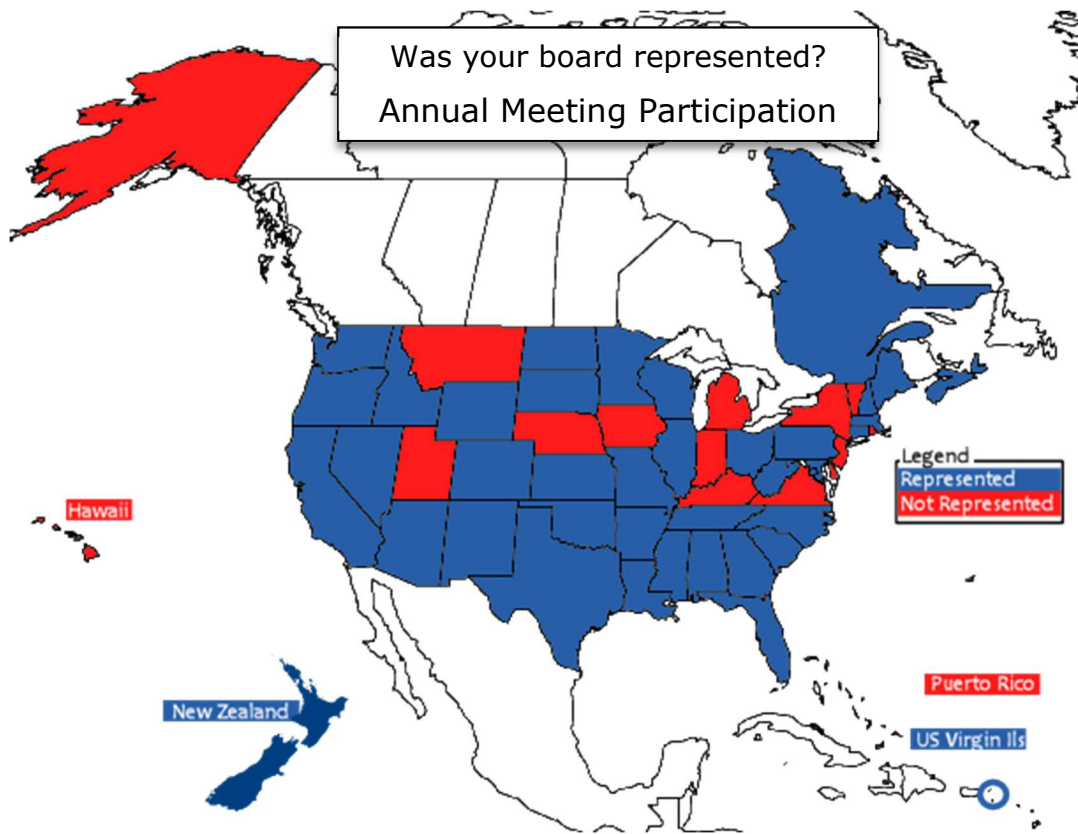 Was your board represented?
Annual Meeting Participation
Legend
Represented
Not Represented
Hawaii
Puerto Rico
New Zealand
US Virgin Ils